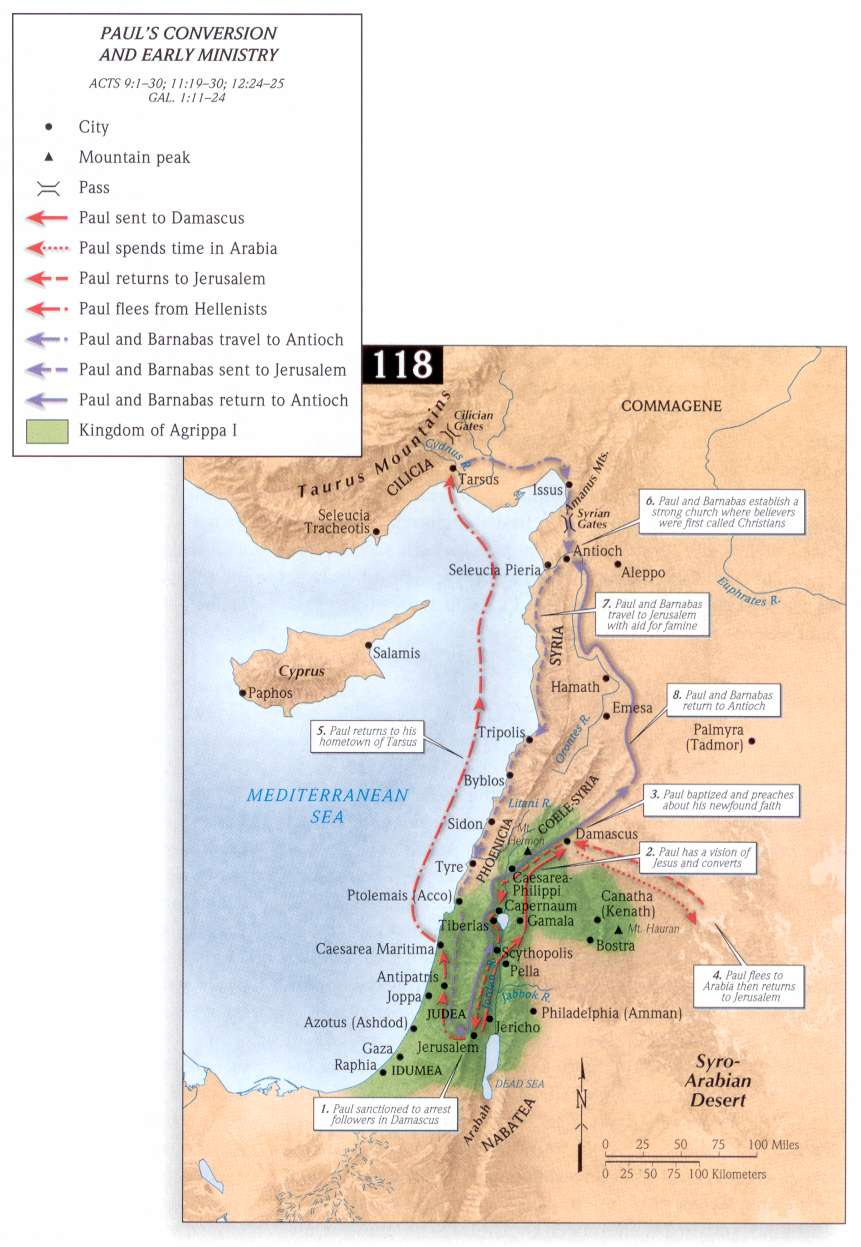 PAUL'S CONVERSION
AND EARLY MINISTRY
ACTS 9:1–30; 11:19–30; 12:24–25
GAL. 1:11–24
City
Mountain peak
Pass
Paul sent to Damascus
Paul spends time in Arabia
Paul returns to Jerusalem
Paul flees from Hellenists
Paul and Barnabas travel to Antioch
Paul and Barnabas sent to Jerusalem
Paul and Barnabas return to Antioch
Kingdom of Agrippa I
118
COMMAGENE
Cilician
Gates
Taurus Mountains
Cydnus R.
CILICIA
Tarsus
Issus
Amanus Mts.
Syrian
Gates
Seleucia
Tracheotis
6. Paul and Barnabas establish a
strong church where believers
were first called Christians
Antioch
Seleucia Pieria
Aleppo
Euphrates R.
7. Paul and Barnabas
travel to Jerusalem
with aid for famine
SYRIA
Salamis
Cyprus
Paphos
Hamath
8. Paul and Barnabas
return to Antioch
Emesa
Orontes R.
5. Paul returns to his
hometown of Tarsus
Tripolis
Palmyra
(Tadmor)
Byblos
MEDITERRANEAN
SEA
Litani R.
COELE-SYRIA
3. Paul baptized and preaches
about his newfound faith
Sidon
Mt.
Hermon
PHOENICIA
Damascus
2. Paul has a vision of
Jesus and converts
Tyre
Caesarea-
Philippi
Ptolemais (Acco)
Capernaum
Canatha
(Kenath)
Tiberias
Gamala
Mt. Hauran
Bostra
Caesarea Maritima
Scythopolis
Pella
4. Paul flees to
Arabia then returns
to Jerusalem
Antipatris
Joppa
Jordan R.
Jabbok R.
JUDEA
Philadelphia (Amman)
Azotus (Ashdod)
Jericho
Gaza
Jerusalem
Raphia
IDUMEA
DEAD SEA
Syro-
Arabian
Desert
1. Paul sanctioned to arrest
followers in Damascus
Arabah
NABATEA
N
0 25 50 75 100 Miles
0 25 50 75 100 Kilometers